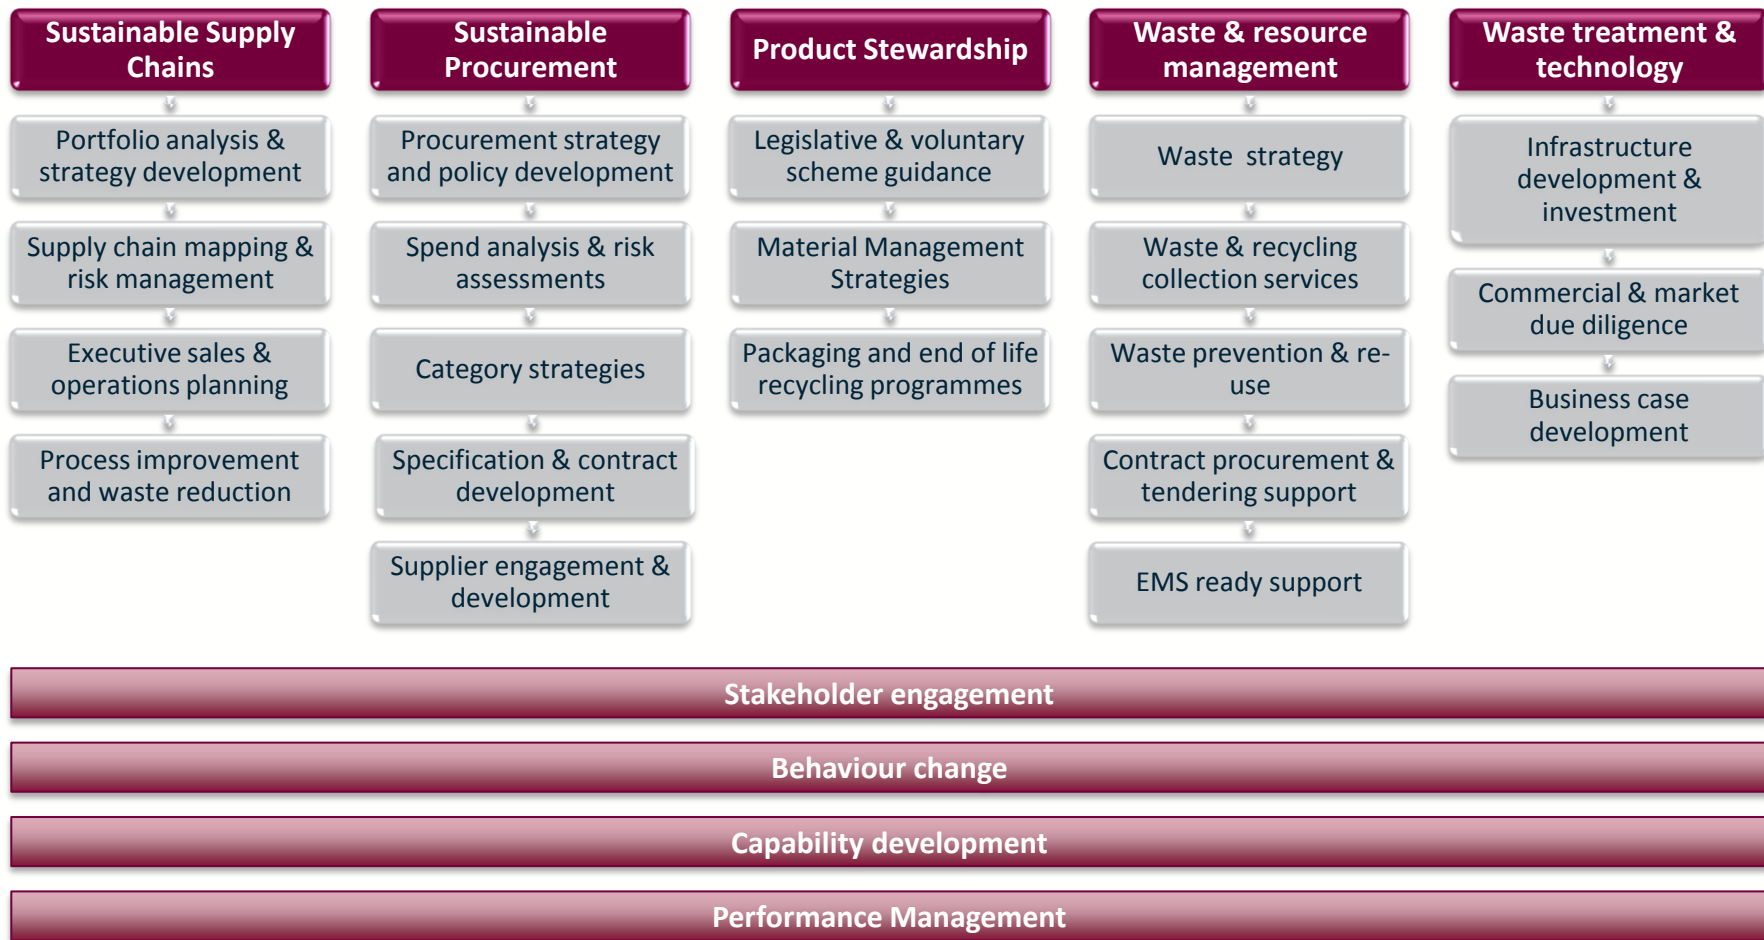 Sustainable Supply
Chains
Portfolio analysis &
strategy development
Supply chain mapping &
risk management
Executive sales &
operations planning
Process improvement
and waste reduction
Sustainable
Procurement
Procurement strategy
and policy development
Spend analysis & risk
assessments
Category strategies
Specification & contract
development
Supplier engagement &
development
Product Stewardship
Legislative & voluntary
scheme guidance
Material Management
Strategies
Packaging and end of life
recycling programmes
Waste & resource
management
Waste strategy
Waste & recycling
collection services
Waste prevention & re-
use
Contract procurement &
tendering support
EMS ready support
Waste treatment &
technology
Infrastructure
development &
investment
Commercial & market
due diligence
Business case
development
Stakeholder engagement
Behaviour change
Capability development
Performance Management